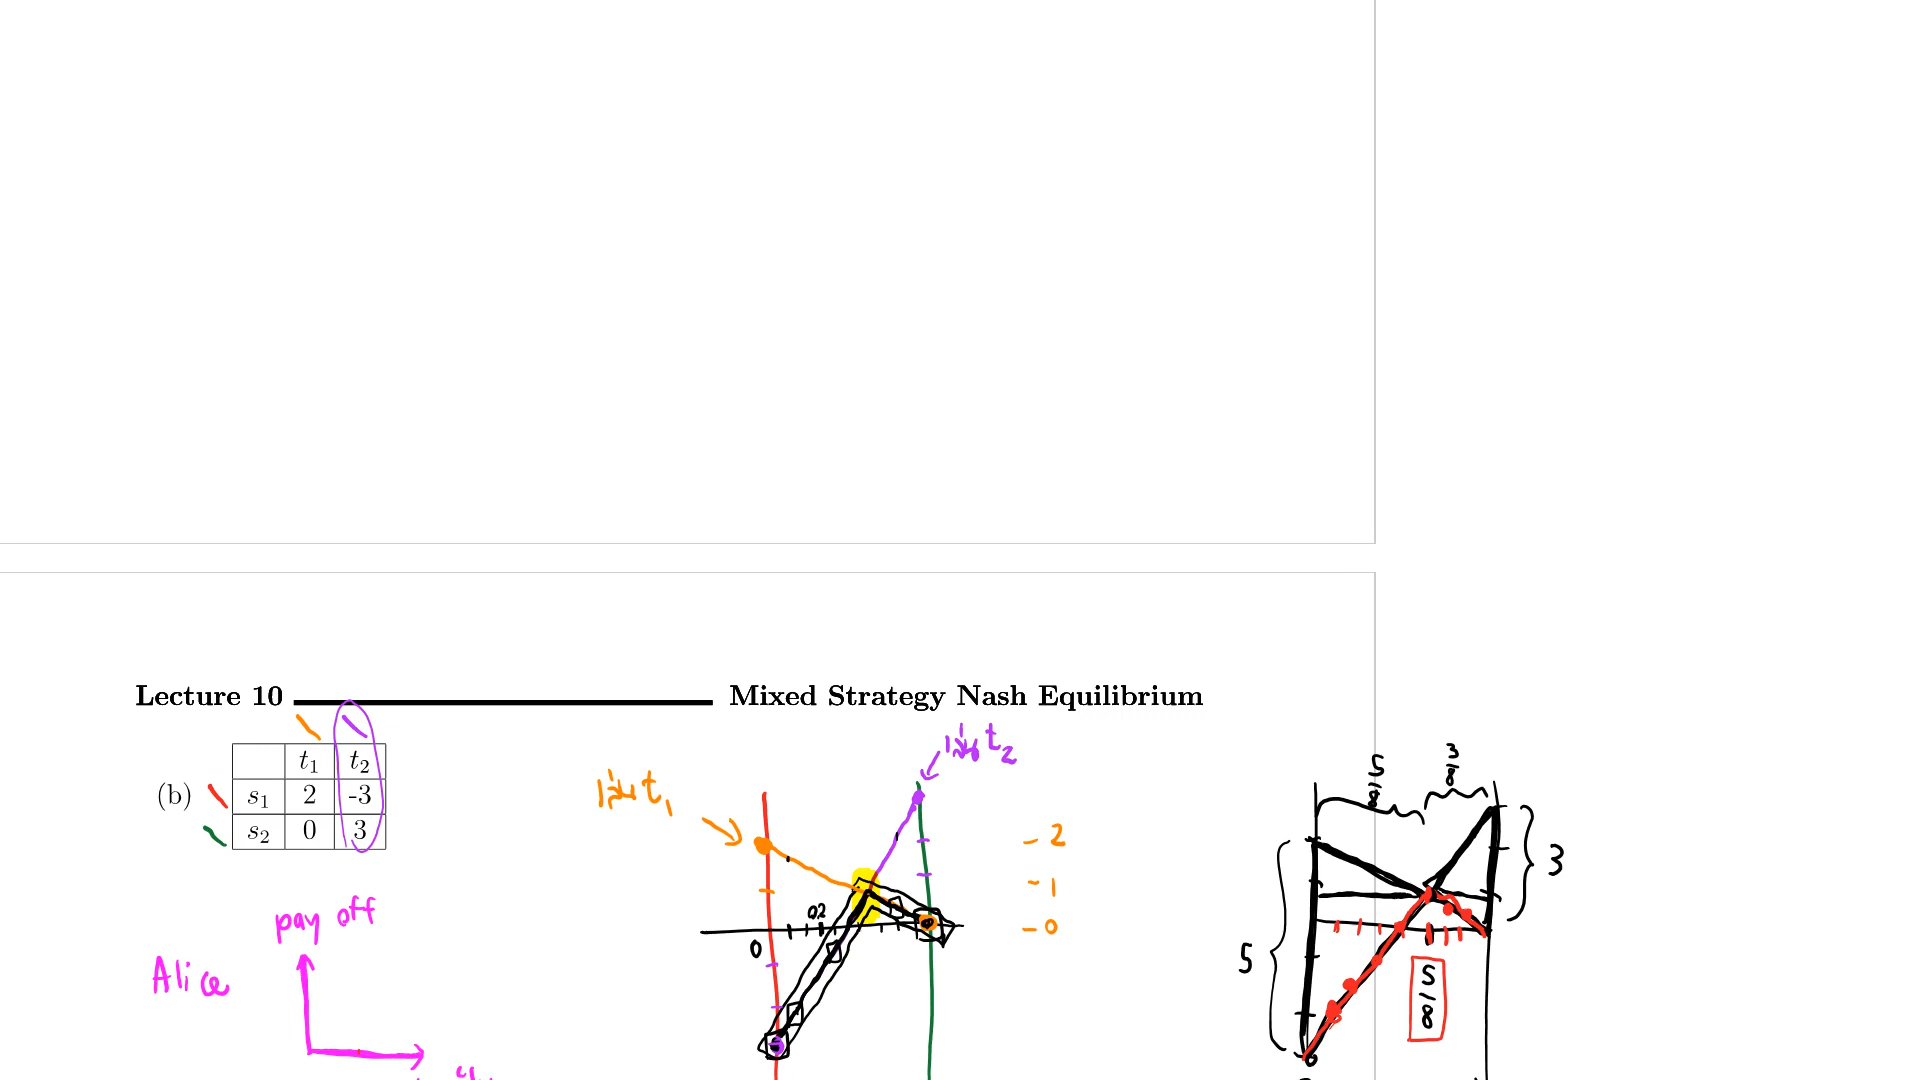 Lecture 10 Mixed Strategy Nash Equilibrium
(b)
t₁ t₂
s₁ 2 -3
s₂ 0 3
pay off
Alice
t₁
t₂
- 2
- 1
- 0
0
0.2
5/8 3/8
5
3
5/8